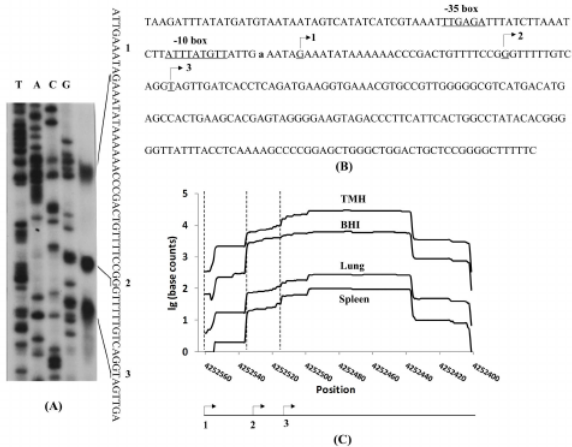 T A C G
ATTGAAATAGAAATATAAAAAACCCGACTGTTTTCCGGGTTTTTGTCAGGTAGTTGA
1
2
3
(A)
-35 box
TAAGATTTATATGATGTAATAATAGTCATATCATCGTAAATTTGAGATTTATCTTAAAT
-10 box
1
2
CTTATTTATGTTATTG a AATAGAAATATAAAAAACCCGACTGTTTTCCGGGTTTTTGTC
3
AGGTAGTTGATCACCTCAGATGAAGGTGAAACGTGCCGTTGGGGGCGTCATGACATG
AGCCACTGAAGCACGAGTAGGGGAAGTAGACCCTTCATTCACTGGCCTATACACGGG
GGTTATTTACCTCAAAAGCCCCGGAGCTGGGCTGGACTGCTCCGGGGCTTTTTC
(B)
lg (base counts)
5
4
3
2
1
0
TMH
BHI
Lung
Spleen
4252560 4252540 4252520 4252500 4252480 4252460 4252440 4252420 4252400
Position
1 2 3
(C)